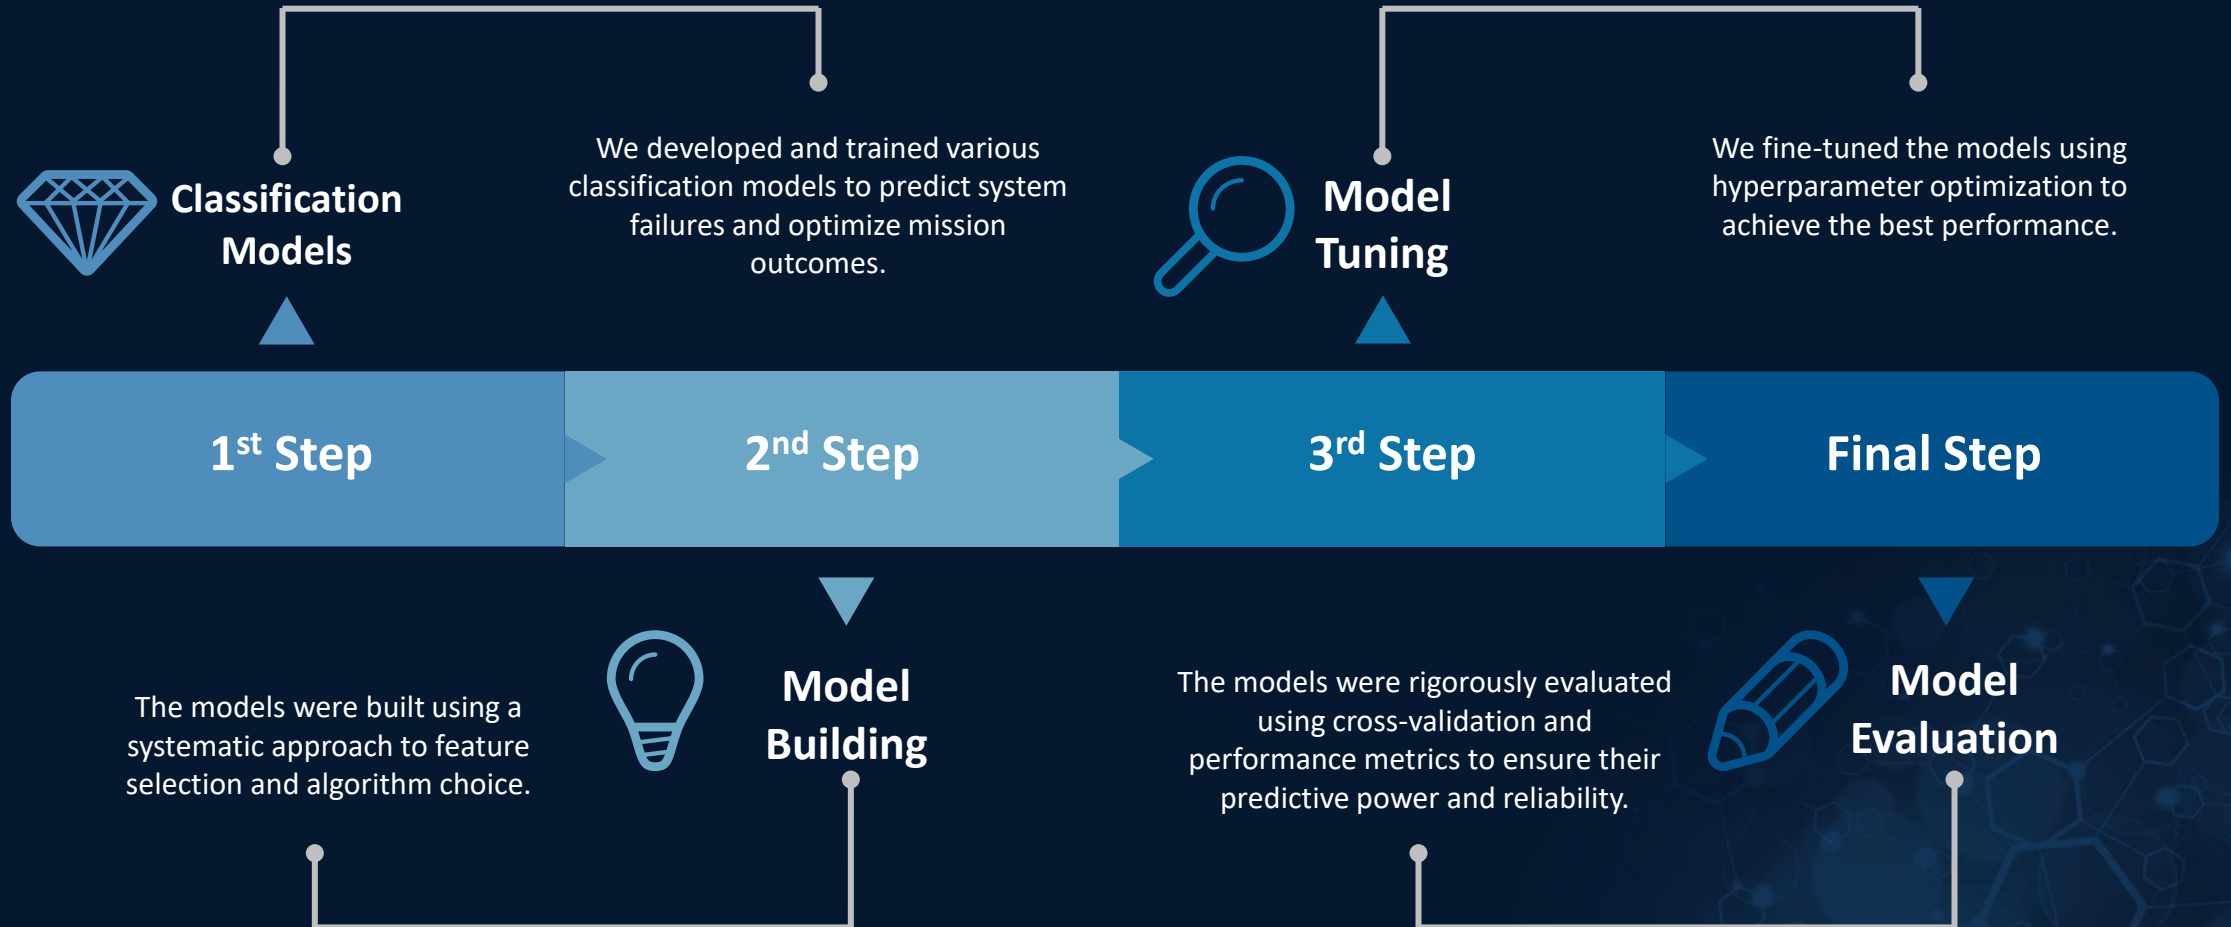 Classification
Models
We developed and trained various
classification models to predict system
failures and optimize mission
outcomes.
Model
Tuning
We fine-tuned the models using
hyperparameter optimization to
achieve the best performance.
1st Step
2nd Step
3rd Step
Final Step
The models were built using a
systematic approach to feature
selection and algorithm choice.
Model
Building
The models were rigorously evaluated
using cross-validation and
performance metrics to ensure their
predictive power and reliability.
Model
Evaluation